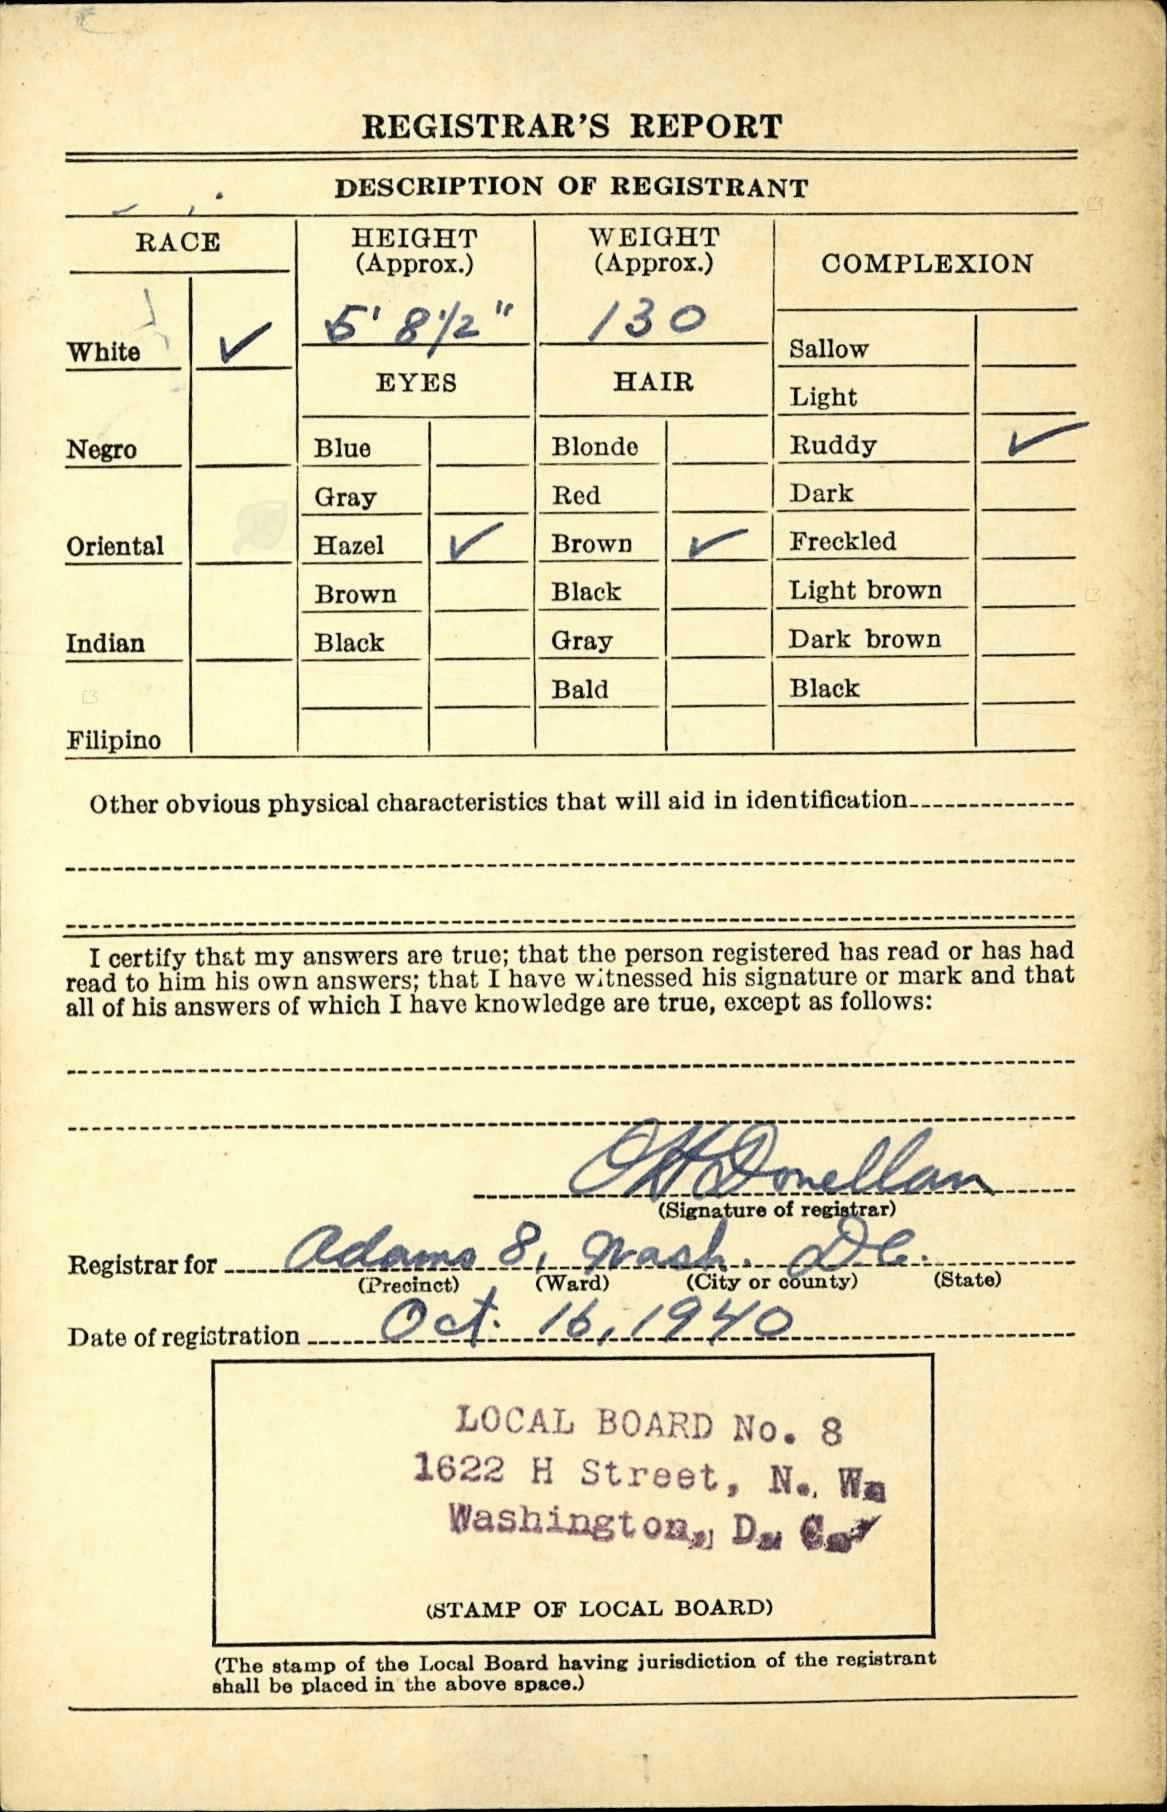 REGISTRAR'S REPORT
DESCRIPTION OF REGISTRANT
RACE
HEIGHT
(Approx.)
WEIGHT
(Approx.)
COMPLEXION
White ✓
5' 8½"
130
Sallow
EYES
HAIR
Light
Negro
Blue
Blonde
Ruddy ✓
Gray
Red
Dark
Oriental
Hazel ✓
Brown ✓
Freckled
Brown
Black
Light brown
Indian
Black
Gray
Dark brown
Bald
Black
Filipino
Other obvious physical characteristics that will aid in identification
I certify that my answers are true; that the person registered has read or has had
read to him his own answers; that I have witnessed his signature or mark and that
all of his answers of which I have knowledge are true, except as follows:
Donellan
(Signature of registrar)
Registrar for Adams 8, Wash. D.C.
(Precinct) (Ward) (City or county) (State)
Date of registration Oct. 16, 1940
LOCAL BOARD No. 8
1622 H Street, N. W.
Washington, D. C.
(STAMP OF LOCAL BOARD)
(The stamp of the Local Board having jurisdiction of the registrant
shall be placed in the above space.)